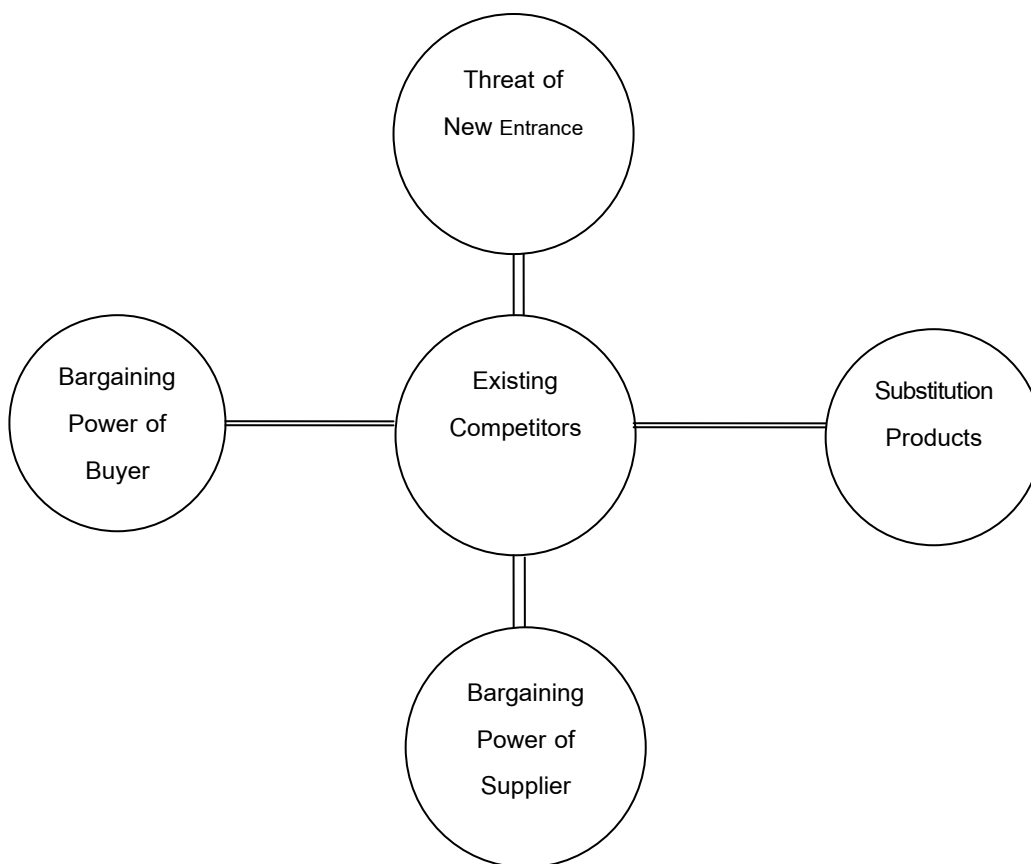 Threat of
New Entrance
Bargaining
Power of
Buyer
Existing
Competitors
Substitution
Products
Bargaining
Power of
Supplier